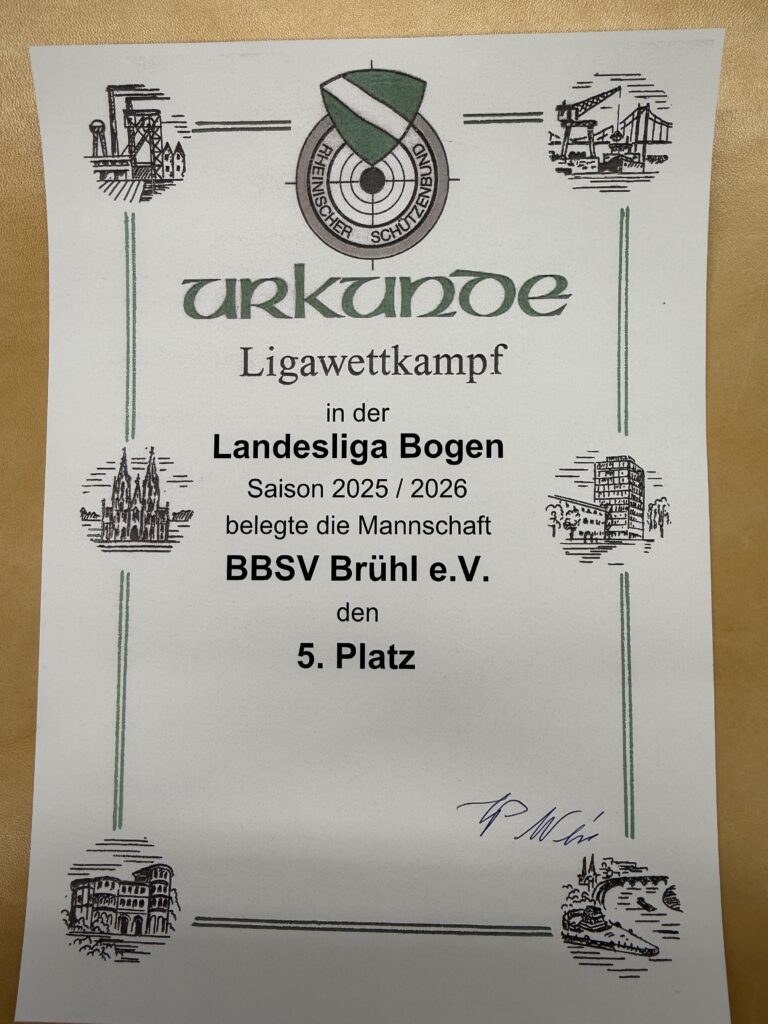 RHEINISCHER SCHÜTZENBUND
URKUNDE
Ligawettkampf
in der
Landesliga Bogen
Saison 2025 / 2026
belegte die Mannschaft
BBSV Brühl e.V.
den
5. Platz